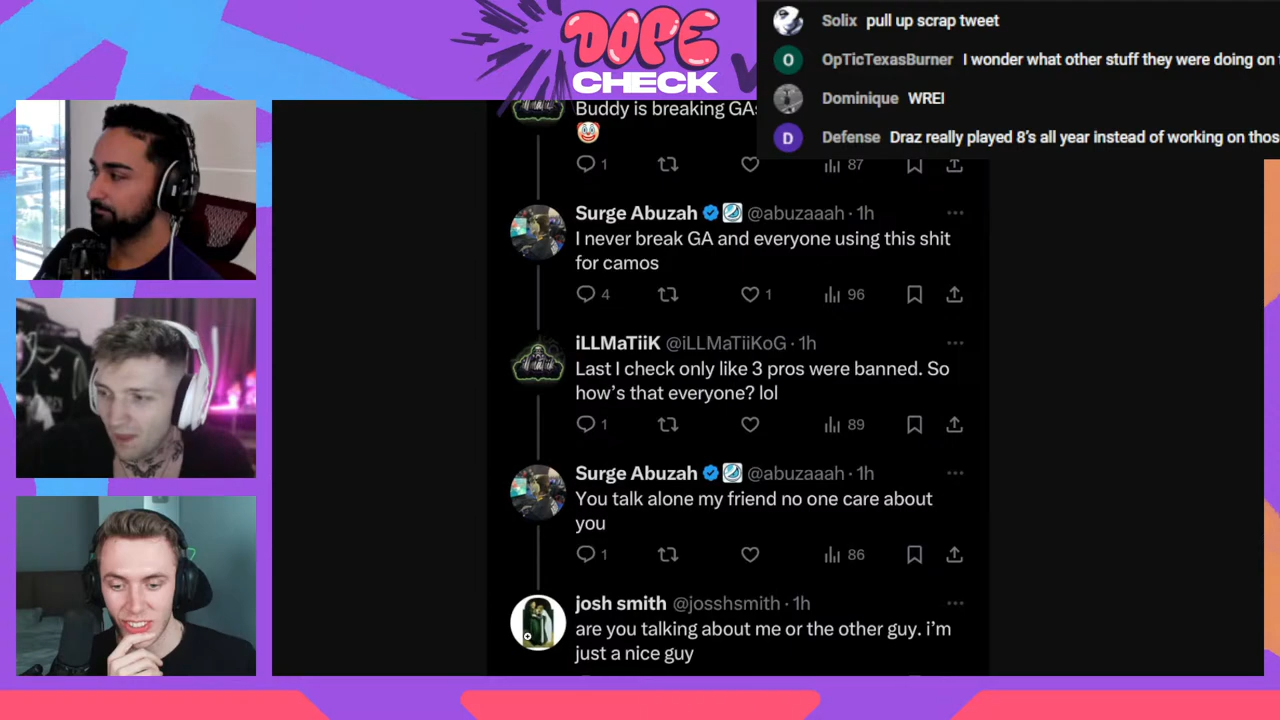 DOPE
CHECK
Solix pull up scrap tweet
OpTicTexasBurner I wonder what other stuff they were doing on
Dominique WREI
Defense Draz really played 8's all year instead of working on thos
Buddy is breaking GA
🤡
1 87
Surge Abuzah @abuzaaah · 1h
I never break GA and everyone using this shit
for camos
4 1 96
iLLMaTiiK @iLLMaTiiKoG · 1h
Last I check only like 3 pros were banned. So
how's that everyone? lol
1 89
Surge Abuzah @abuzaaah · 1h
You talk alone my friend no one care about
you
1 86
josh smith @josshsmith · 1h
are you talking about me or the other guy. i'm
just a nice guy